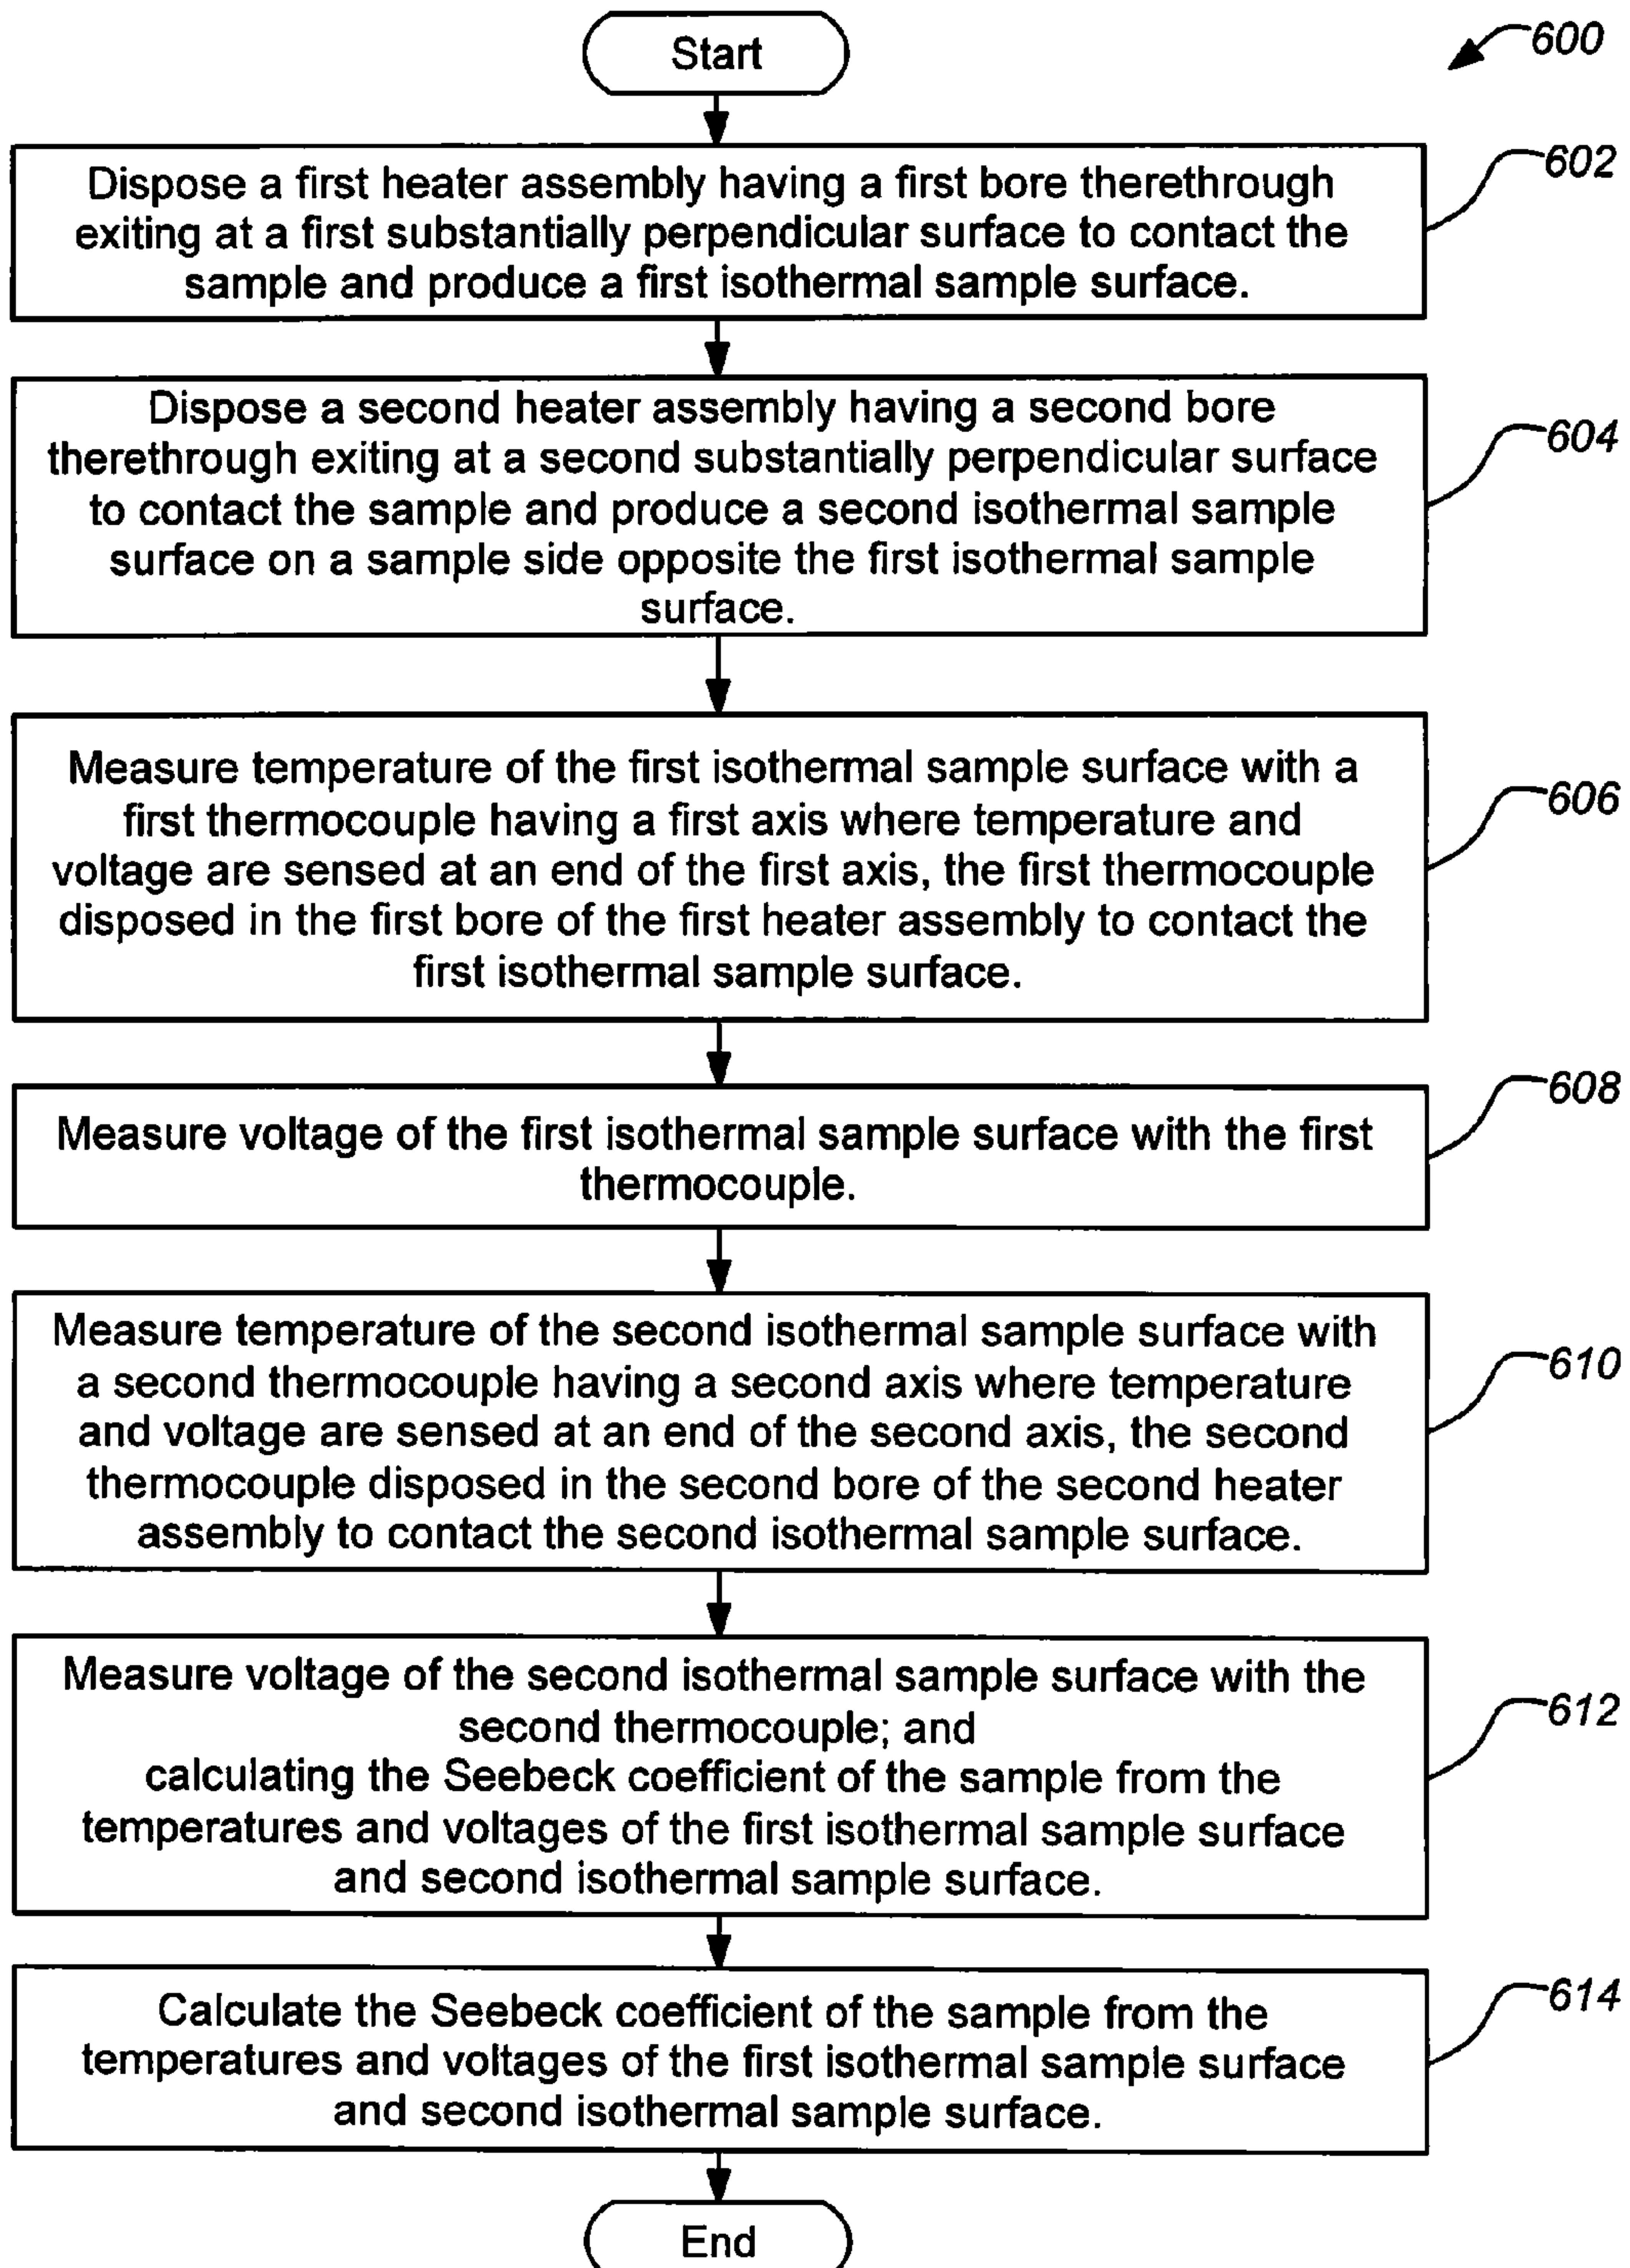 Start
600
Dispose a first heater assembly having a first bore therethrough
exiting at a first substantially perpendicular surface to contact the
sample and produce a first isothermal sample surface.
602
Dispose a second heater assembly having a second bore
therethrough exiting at a second substantially perpendicular surface
to contact the sample and produce a second isothermal sample
surface on a sample side opposite the first isothermal sample
surface.
604
Measure temperature of the first isothermal sample surface with a
first thermocouple having a first axis where temperature and
voltage are sensed at an end of the first axis, the first thermocouple
disposed in the first bore of the first heater assembly to contact the
first isothermal sample surface.
606
Measure voltage of the first isothermal sample surface with the first
thermocouple.
608
Measure temperature of the second isothermal sample surface with
a second thermocouple having a second axis where temperature
and voltage are sensed at an end of the second axis, the second
thermocouple disposed in the second bore of the second heater
assembly to contact the second isothermal sample surface.
610
Measure voltage of the second isothermal sample surface with the
second thermocouple; and
calculating the Seebeck coefficient of the sample from the
temperatures and voltages of the first isothermal sample surface
and second isothermal sample surface.
612
Calculate the Seebeck coefficient of the sample from the
temperatures and voltages of the first isothermal sample surface
and second isothermal sample surface.
614
End